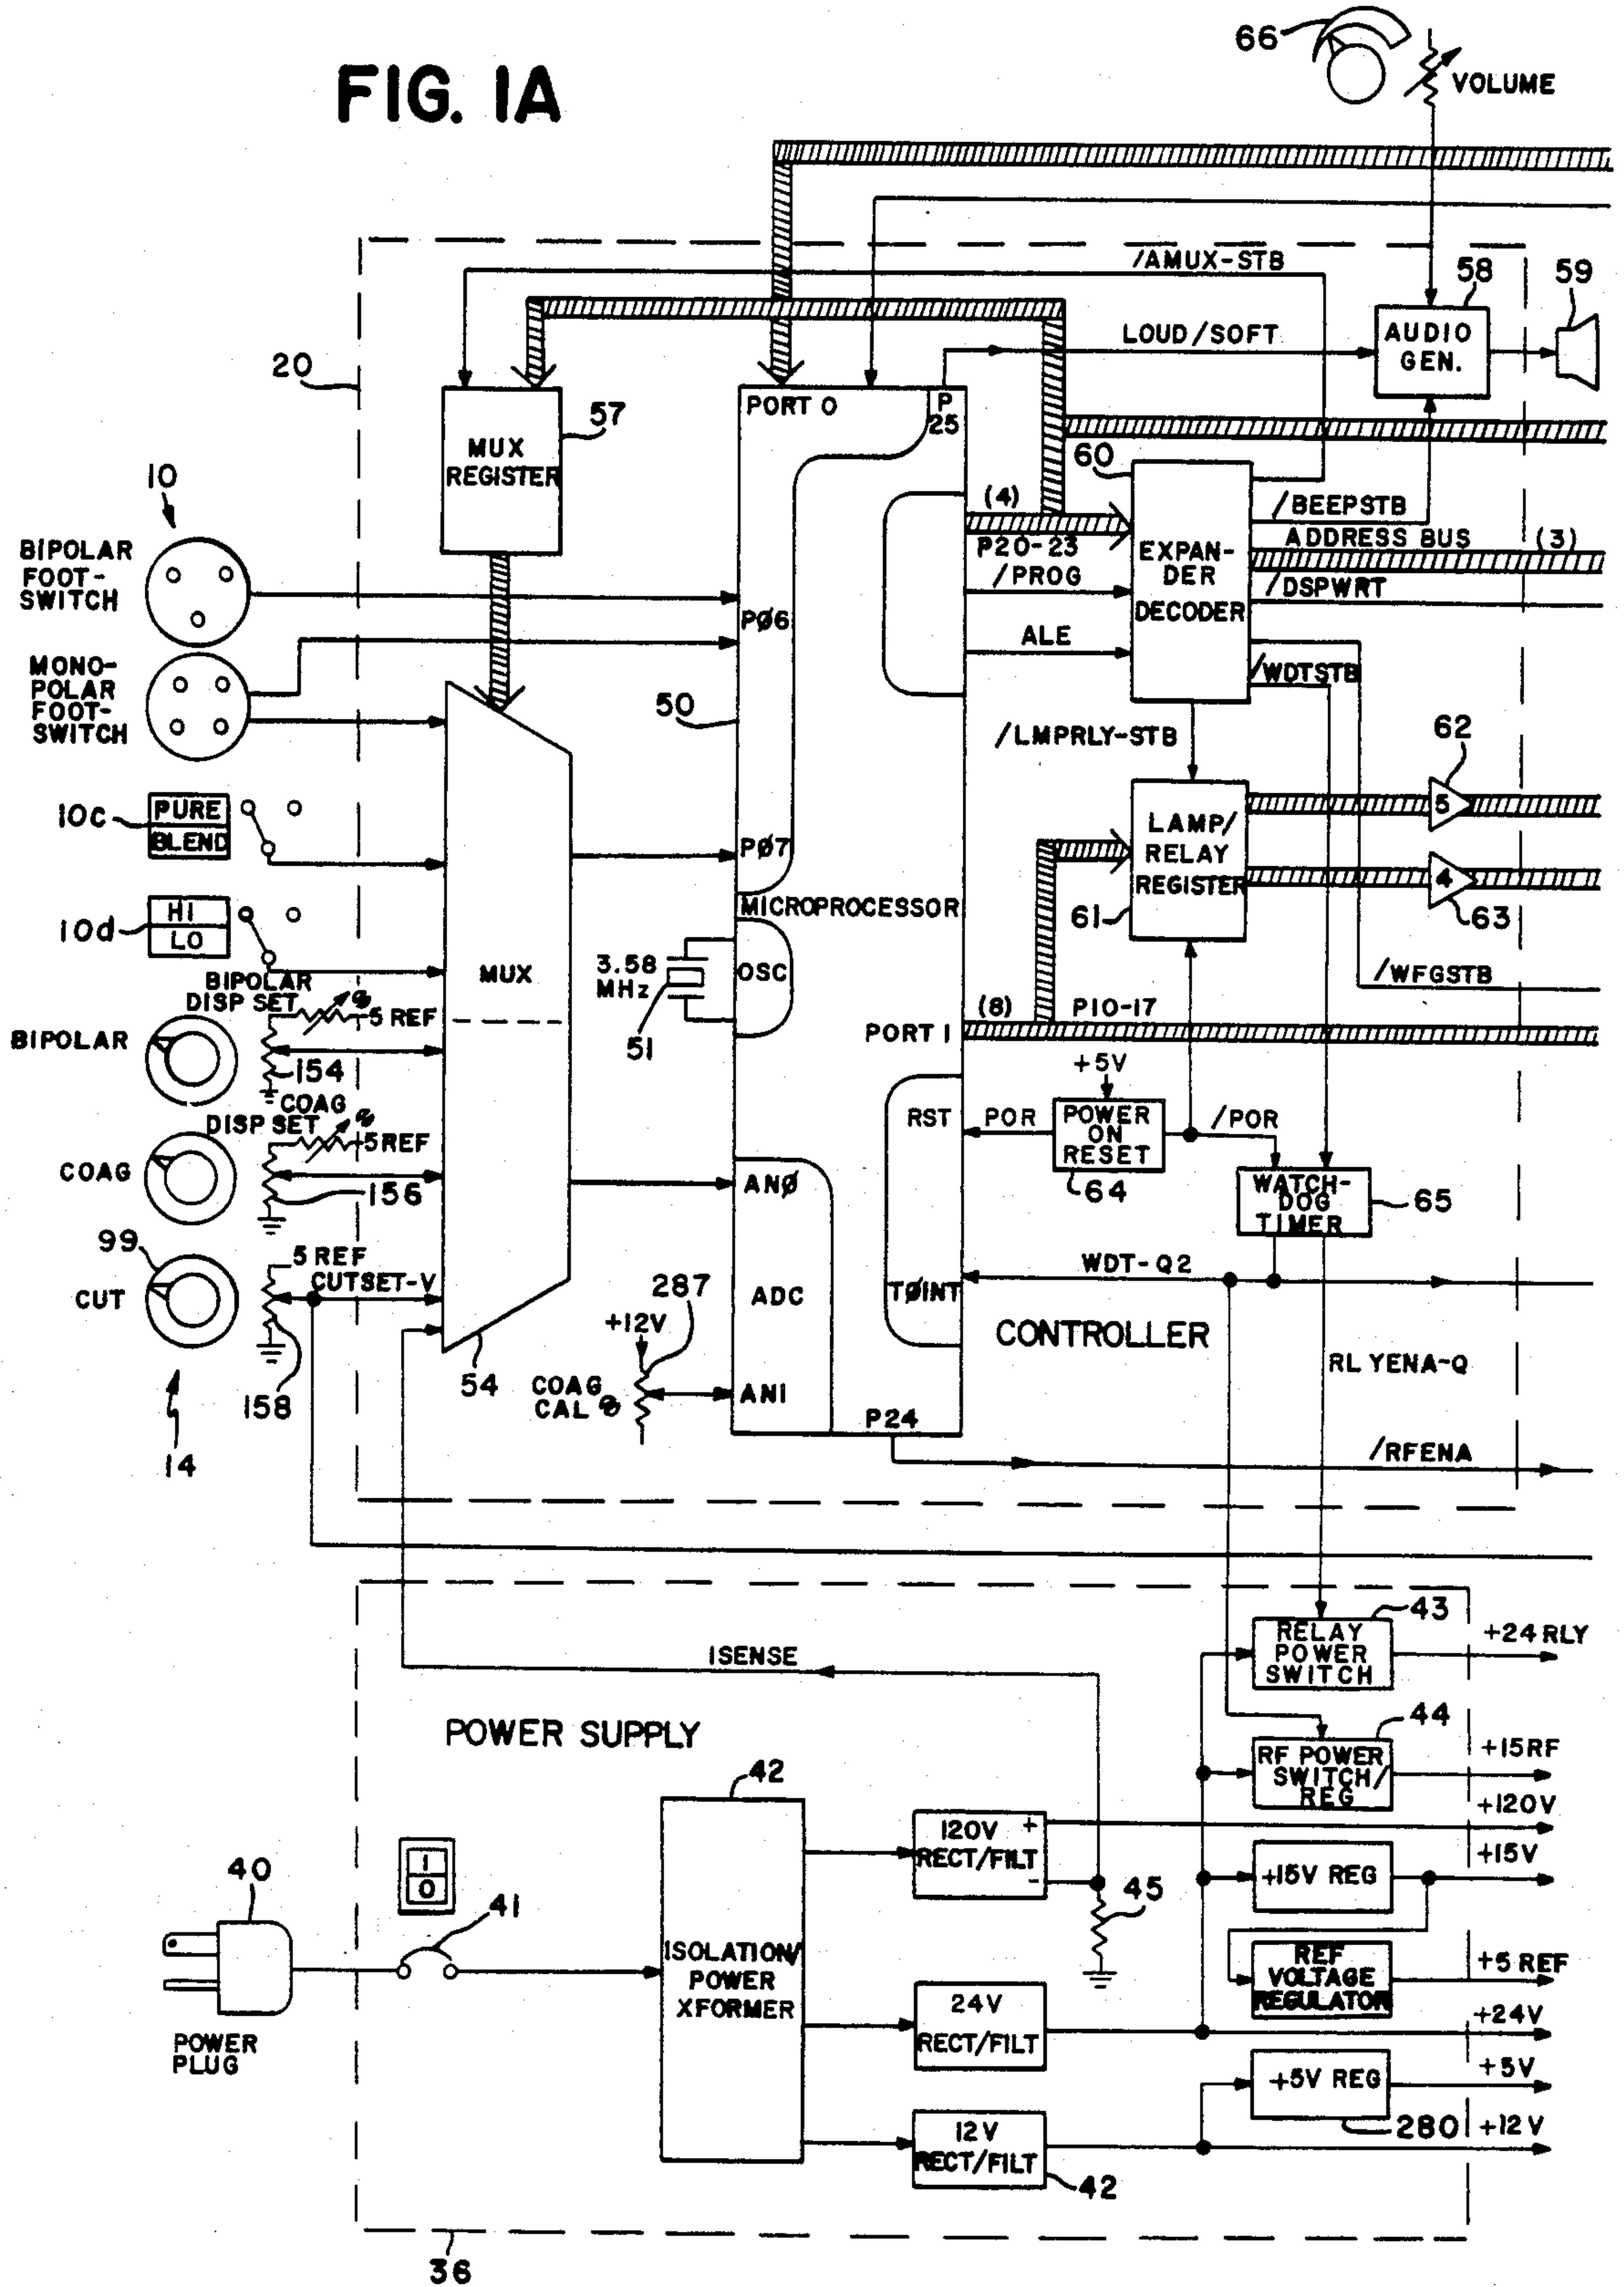 FIG. 1A
66
VOLUME
/AMUX-STB
58
59
LOUD/SOFT
AUDIO
GEN.
20
57
MUX
REGISTER
PORT 0
P
25
10
BIPOLAR
FOOT-
SWITCH
60
(4)
P20-23
/PROG
ALE
EXPAN-
DER
DECODER
/BEEPSTB
ADDRESS BUS
(3)
/DSPWRT
/WDTSTB
PØ6
MONO-
POLAR
FOOT-
SWITCH
50
/LMPRLY-STB
62
5
LAMP/
RELAY
REGISTER
61
4
63
10c
PURE
BLEND
PØ7
MICROPROCESSOR
10d
HI
LO
MUX
3.58
MHz
51
OSC
/WFGSTB
BIPOLAR
DISP SET
5 REF
BIPOLAR
154
(8)
P10-17
PORT 1
COAG
DISP SET
5 REF
COAG
156
+5V
RST
POR
POWER
ON
RESET
64
/POR
WATCH-
DOG
TIMER
65
ANØ
99
CUT
5 REF
CUTSET-V
158
14
54
ADC
287
+12V
COAG
CAL
AN1
WDT-Q2
TØINT
CONTROLLER
RL YENA-Q
P24
/RFENA
ISENSE
43
RELAY
POWER
SWITCH
+24 RLY
POWER SUPPLY
44
RF POWER
SWITCH/
REG
+15RF
42
ISOLATION/
POWER
XFORMER
120V
RECT/FILT
+
-
+120V
45
+15V REG
+15V
40
POWER
PLUG
1
0
41
REF
VOLTAGE
REGULATOR
+5 REF
24V
RECT/FILT
+24V
+5V REG
+5V
280
12V
RECT/FILT
42
+12V
36